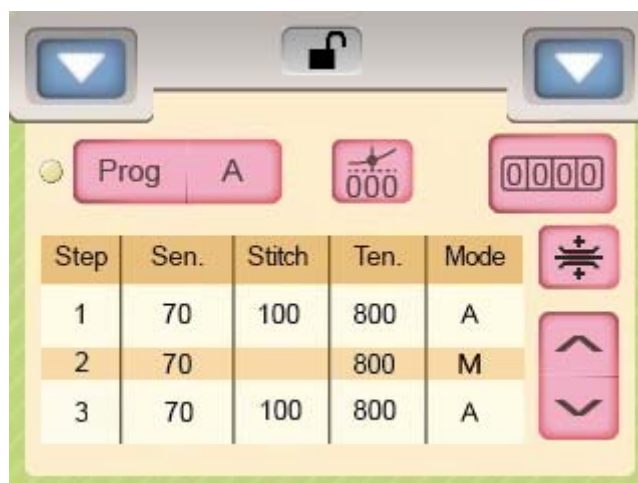 Prog A
000
0000
Step Sen. Stitch Ten. Mode
1 70 100 800 A
2 70 800 M
3 70 100 800 A